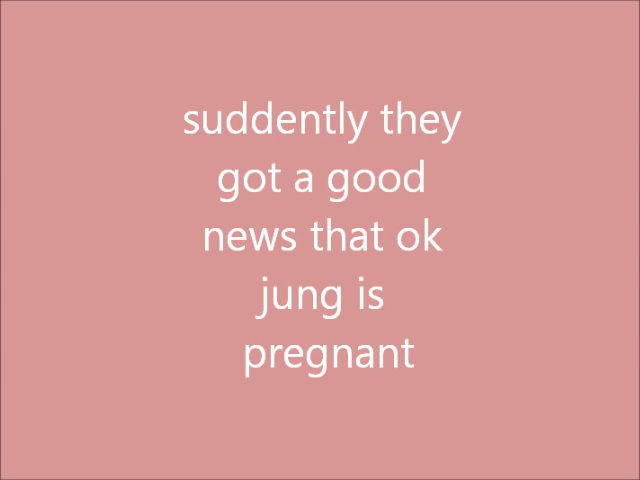 suddently they
got a good
news that ok
jung is
pregnant